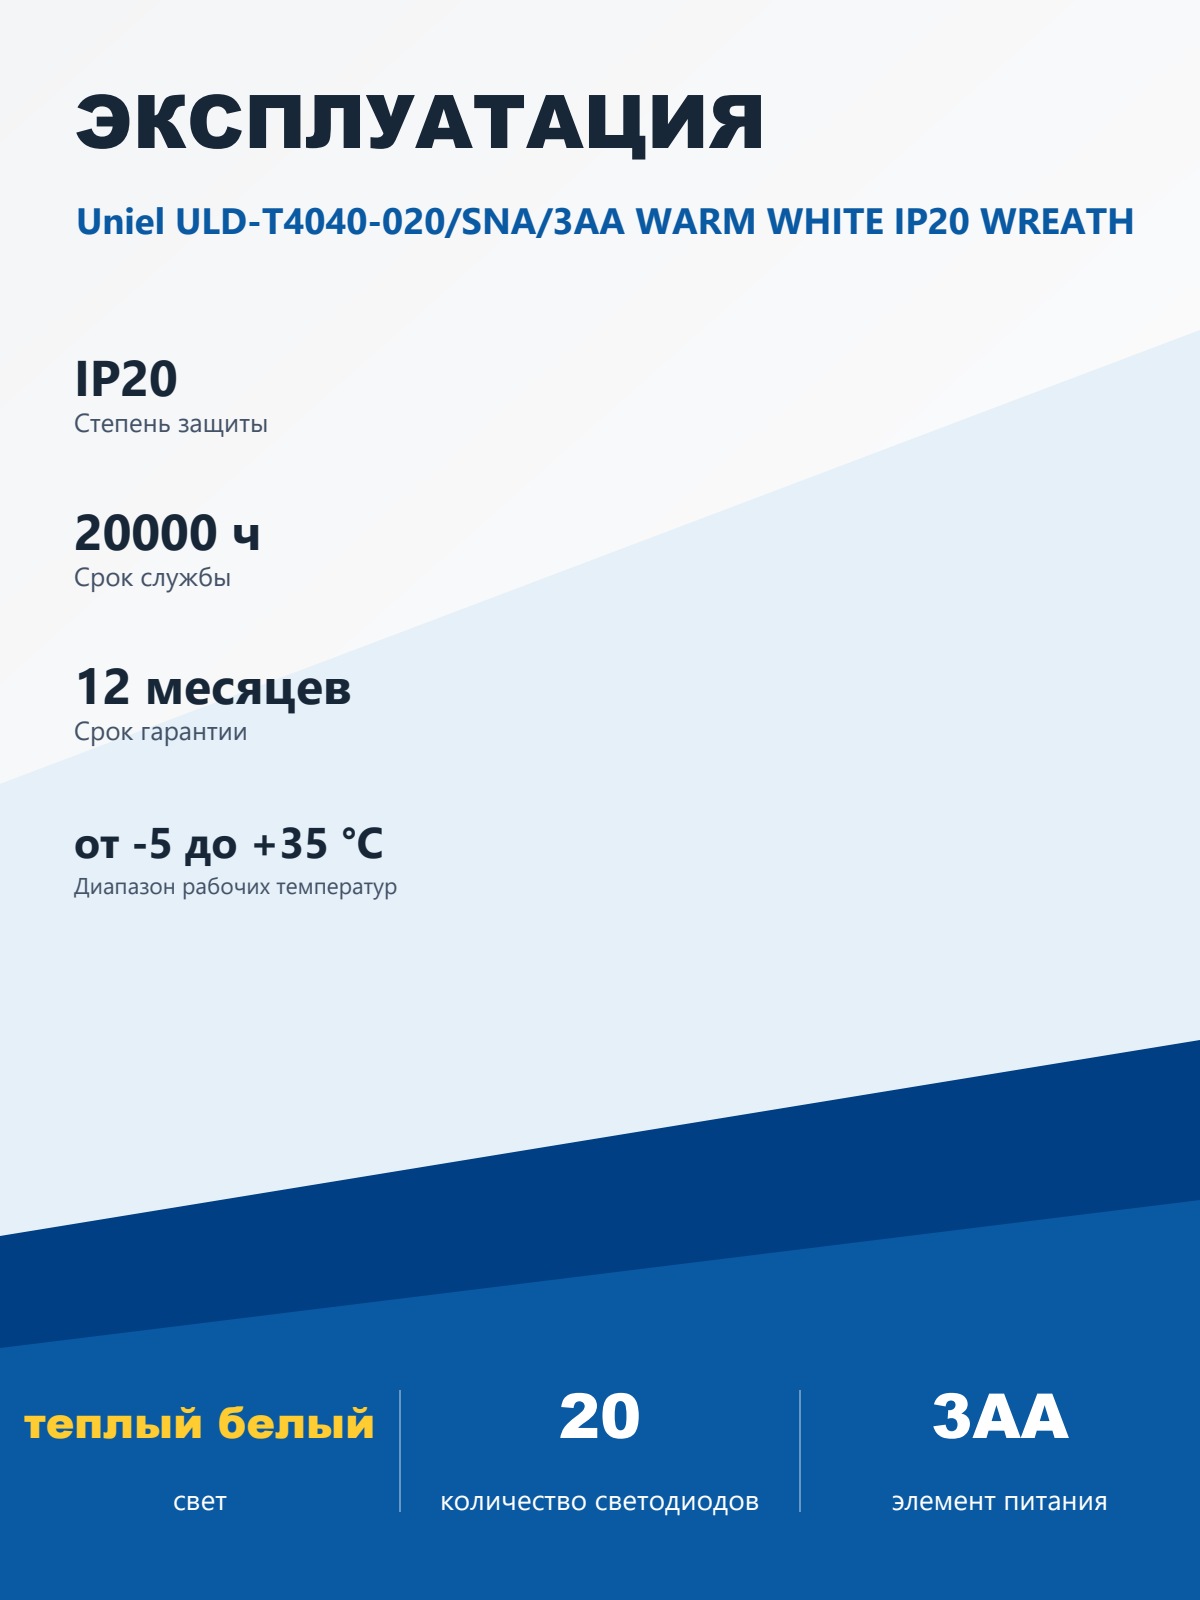 ЭКСПЛУАТАЦИЯ
Uniel ULD-T4040-020/SNA/3AA WARM WHITE IP20 WREATH
IP20
Степень защиты
20000 ч
Срок службы
12 месяцев
Срок гарантии
от -5 до +35 °C
Диапазон рабочих температур
теплый белый
свет
20
количество светодиодов
3AA
элемент питания